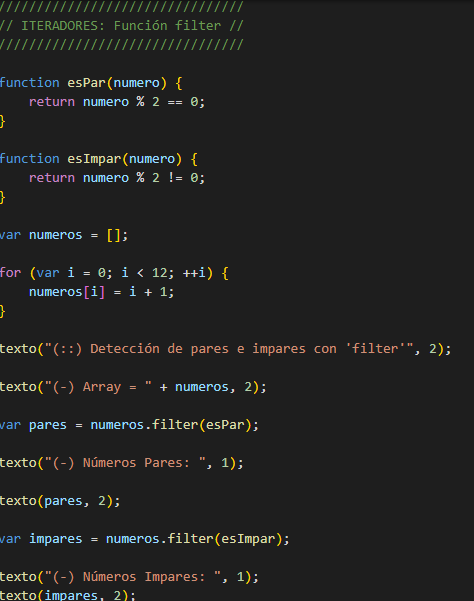 ////////////////////////////////
// ITERADORES: Función filter //
////////////////////////////////
function esPar(numero) {
    return numero % 2 == 0;
}
function esImpar(numero) {
    return numero % 2 != 0;
}
var numeros = [];
for (var i = 0; i < 12; ++i) {
    numeros[i] = i + 1;
}
texto("(::) Detección de pares e impares con 'filter'", 2);
texto("(-) Array = " + numeros, 2);
var pares = numeros.filter(esPar);
texto("(-) Números Pares: ", 1);
texto(pares, 2);
var impares = numeros.filter(esImpar);
texto("(-) Números Impares: ", 1);
texto(impares, 2);